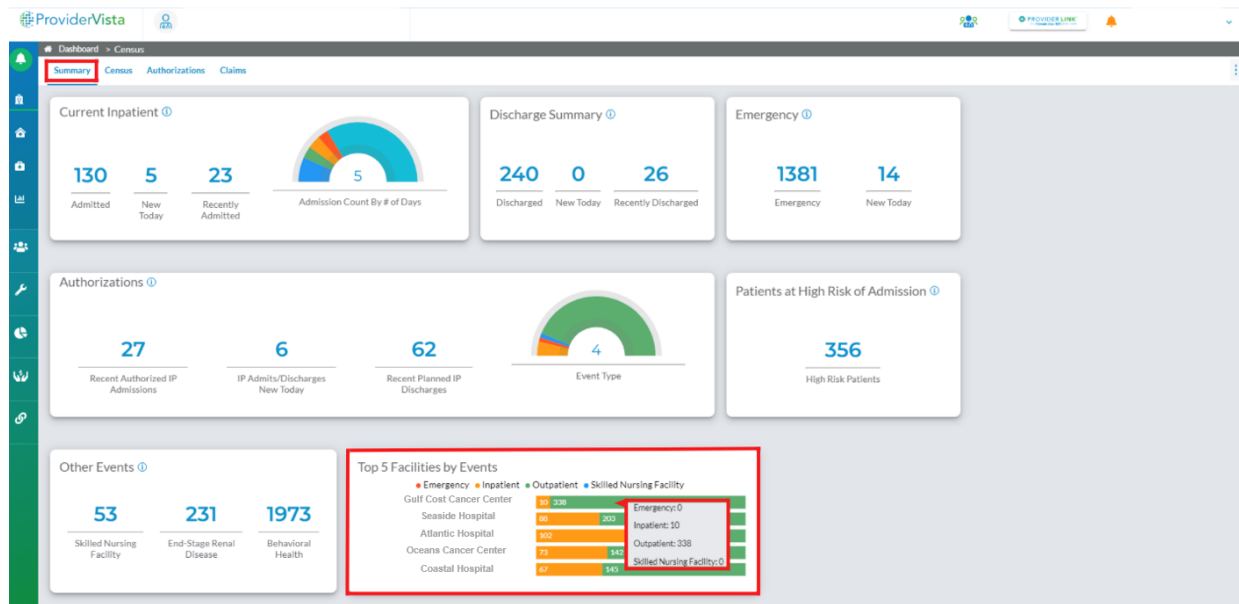 ProviderVista
PROVIDER LINK
Dashboard > Census
Summary Census Authorizations Claims
Current Inpatient
130 5 23
Admitted New Today Recently Admitted
5
Admission Count By # of Days
Discharge Summary
240 0 26
Discharged New Today Recently Discharged
Emergency
1381 14
Emergency New Today
Authorizations
27 6 62
Recent Authorized IP Admissions IP Admits/Discharges New Today Recent Planned IP Discharges
4
Event Type
Patients at High Risk of Admission
356
High Risk Patients
Other Events
53 231 1973
Skilled Nursing Facility End-Stage Renal Disease Behavioral Health
Top 5 Facilities by Events
Emergency Inpatient Outpatient Skilled Nursing Facility
Gulf Cost Cancer Center 10 338
Seaside Hospital 203
Atlantic Hospital 102
Oceans Cancer Center 73 142
Coastal Hospital 67 145
Emergency: 0
Inpatient: 10
Outpatient: 338
Skilled Nursing Facility: 0